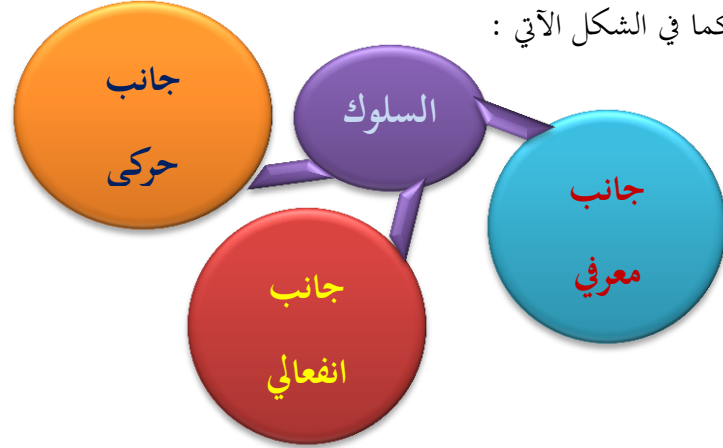 كما في الشكل الآتي :
السلوك
جانب
معرفي
جانب
انفعالي
جانب
حركى